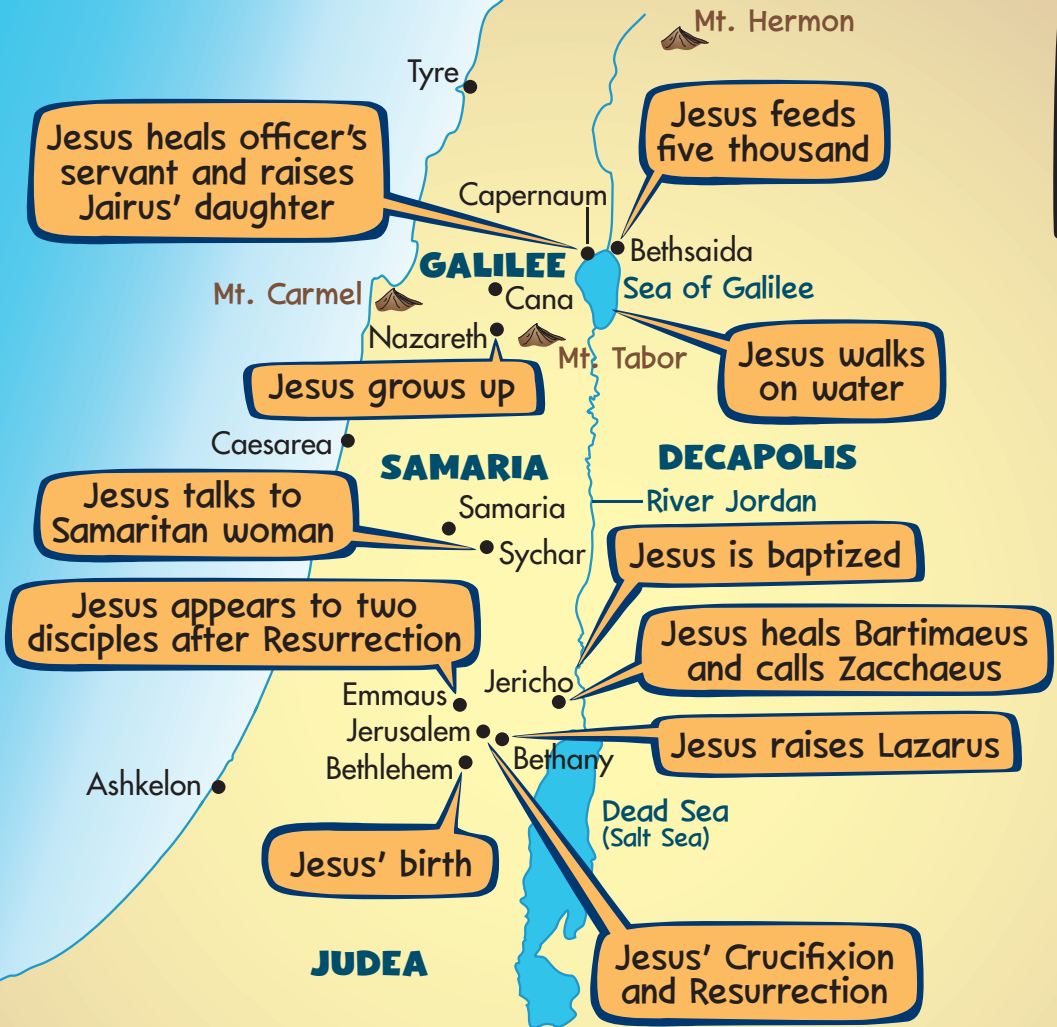 Mt. Hermon
Tyre
Jesus heals officer's
servant and raises
Jairus' daughter
Jesus feeds
five thousand
Capernaum
Bethsaida
GALILEE
Sea of Galilee
Mt. Carmel
Cana
Nazareth
Mt. Tabor
Jesus walks
on water
Jesus grows up
Caesarea
SAMARIA
DECAPOLIS
Jesus talks to
Samaritan woman
Samaria
River Jordan
Sychar
Jesus is baptized
Jesus appears to two
disciples after Resurrection
Jesus heals Bartimaeus
and calls Zacchaeus
Jericho
Emmaus
Jerusalem
Jesus raises Lazarus
Bethany
Bethlehem
Ashkelon
Dead Sea
(Salt Sea)
Jesus' birth
JUDEA
Jesus' Crucifixion
and Resurrection